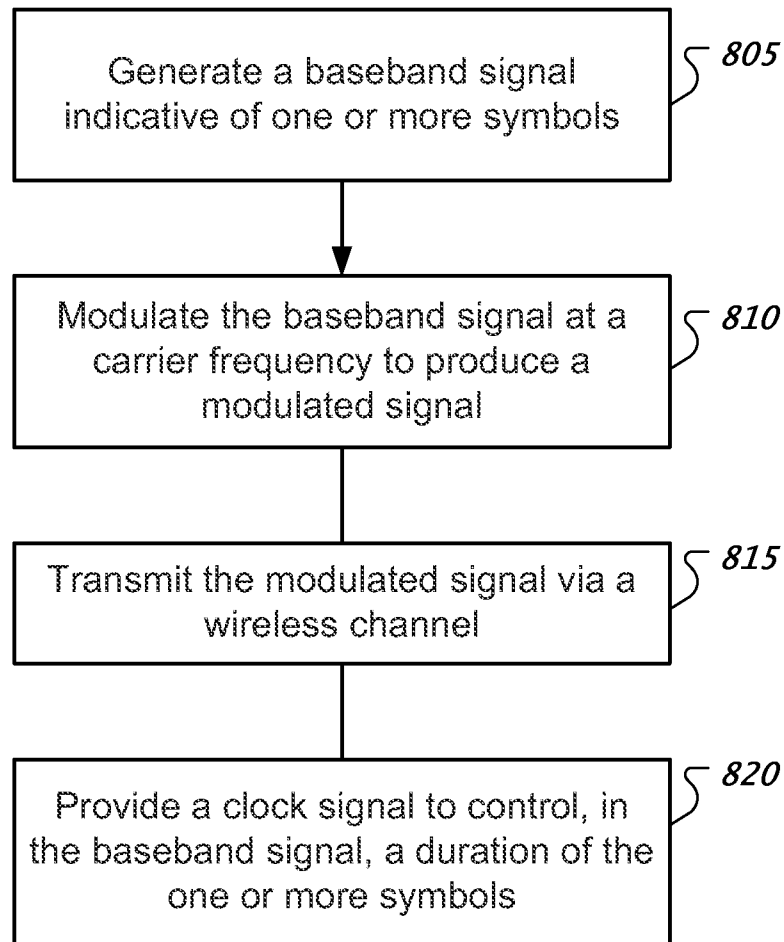 Generate a baseband signal
indicative of one or more symbols
805
Modulate the baseband signal at a
carrier frequency to produce a
modulated signal
810
Transmit the modulated signal via a
wireless channel
815
Provide a clock signal to control, in
the baseband signal, a duration of the
one or more symbols
820